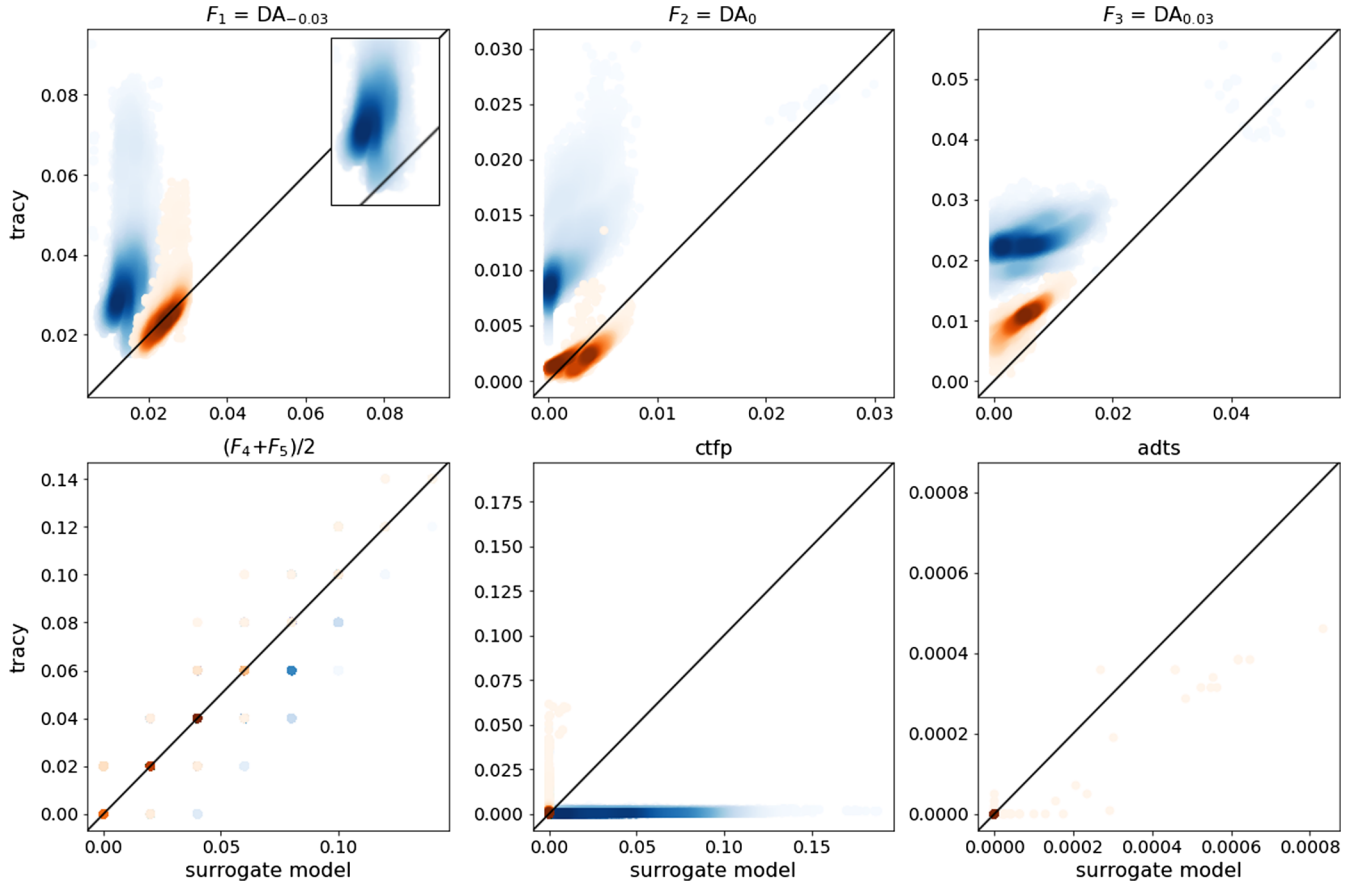 F₁ = DA₋₀.₀₃
F₂ = DA₀
F₃ = DA₀.₀₃
tracy
0.08
0.06
0.04
0.02
0.02 0.04 0.06 0.08
0.030
0.025
0.020
0.015
0.010
0.005
0.000
0.00 0.01 0.02 0.03
0.05
0.04
0.03
0.02
0.01
0.00
0.00 0.02 0.04
(F₄+F₅)/2
ctfp
adts
tracy
0.14
0.12
0.10
0.08
0.06
0.04
0.02
0.00
0.00 0.05 0.10
surrogate model
0.175
0.150
0.125
0.100
0.075
0.050
0.025
0.000
0.00 0.05 0.10 0.15
surrogate model
0.0008
0.0006
0.0004
0.0002
0.0000
0.0000 0.0002 0.0004 0.0006 0.0008
surrogate model